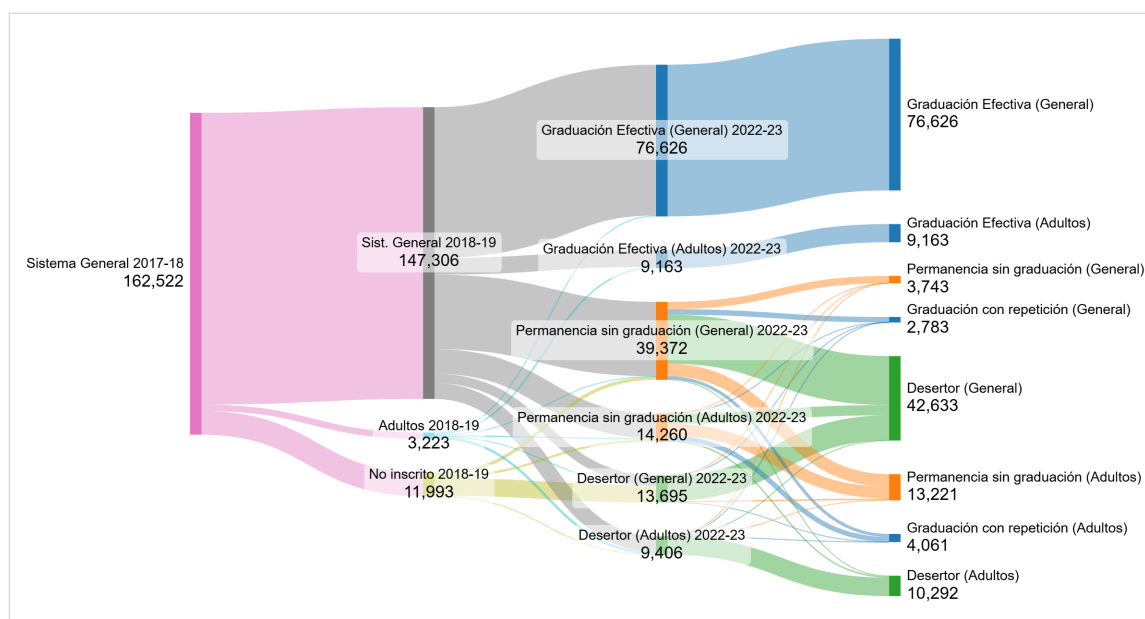 Sistema General 2017-18
162,522
Sist. General 2018-19
147,306
Adultos 2018-19
3,223
No inscrito 2018-19
11,993
Graduación Efectiva (General) 2022-23
76,626
Graduación Efectiva (Adultos) 2022-23
9,163
Permanencia sin graduación (General) 2022-23
39,372
Permanencia sin graduación (Adultos) 2022-23
14,260
Desertor (General) 2022-23
13,695
Desertor (Adultos) 2022-23
9,406
Graduación Efectiva (General)
76,626
Graduación Efectiva (Adultos)
9,163
Permanencia sin graduación (General)
3,743
Graduación con repetición (General)
2,783
Desertor (General)
42,633
Permanencia sin graduación (Adultos)
13,221
Graduación con repetición (Adultos)
4,061
Desertor (Adultos)
10,292